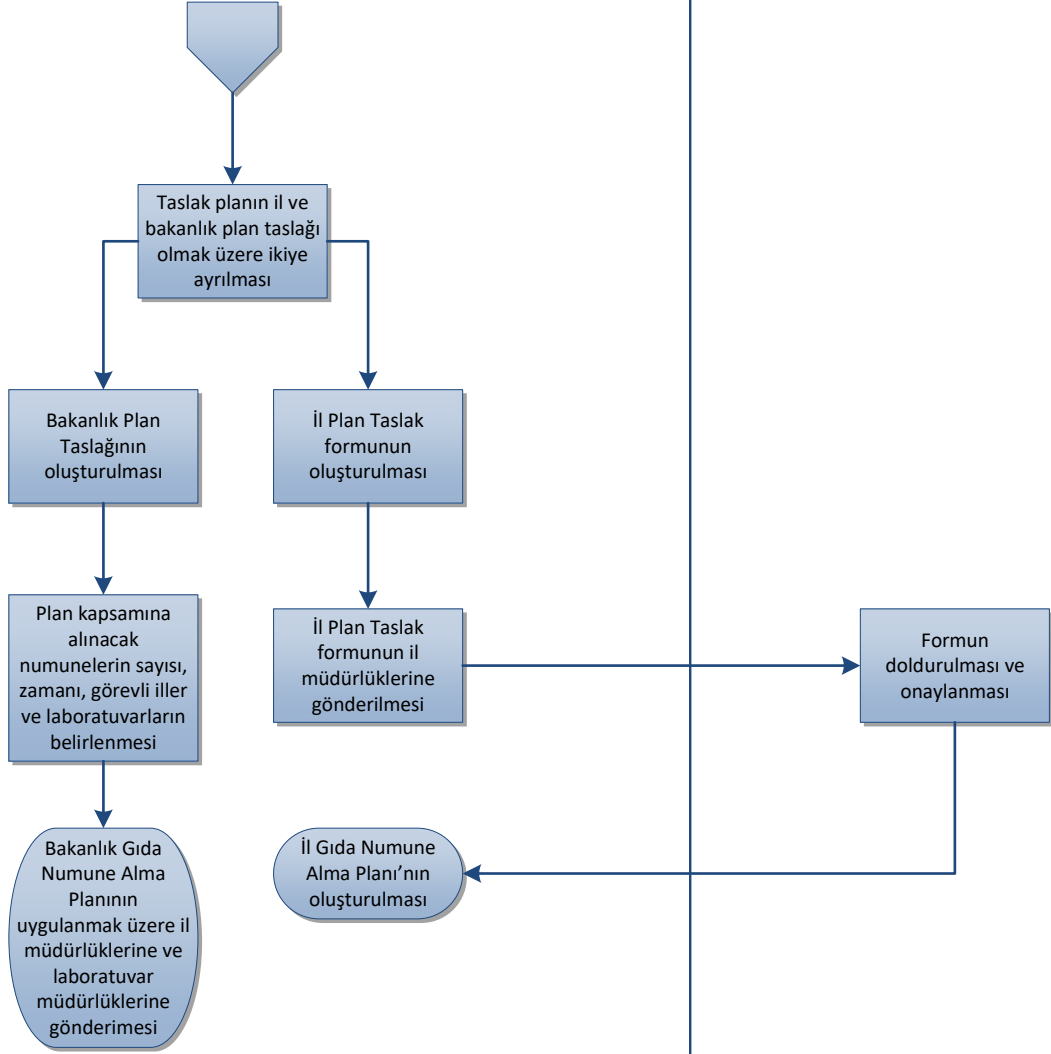 Taslak planın il ve
bakanlık plan taslağı
olmak üzere ikiye
ayrılması
Bakanlık Plan
Taslağının
oluşturulması
İl Plan Taslak
formunun
oluşturulması
Plan kapsamına
alınacak
numunelerin sayısı,
zamanı, görevli iller
ve laboratuvarların
belirlenmesi
İl Plan Taslak
formunun il
müdürlüklerine
gönderilmesi
Formun
doldurulması ve
onaylanması
Bakanlık Gıda
Numune Alma
Planının
uygulanmak üzere il
müdürlüklerine ve
laboratuvar
müdürlüklerine
gönderimesi
İl Gıda Numune
Alma Planı’nın
oluşturulması